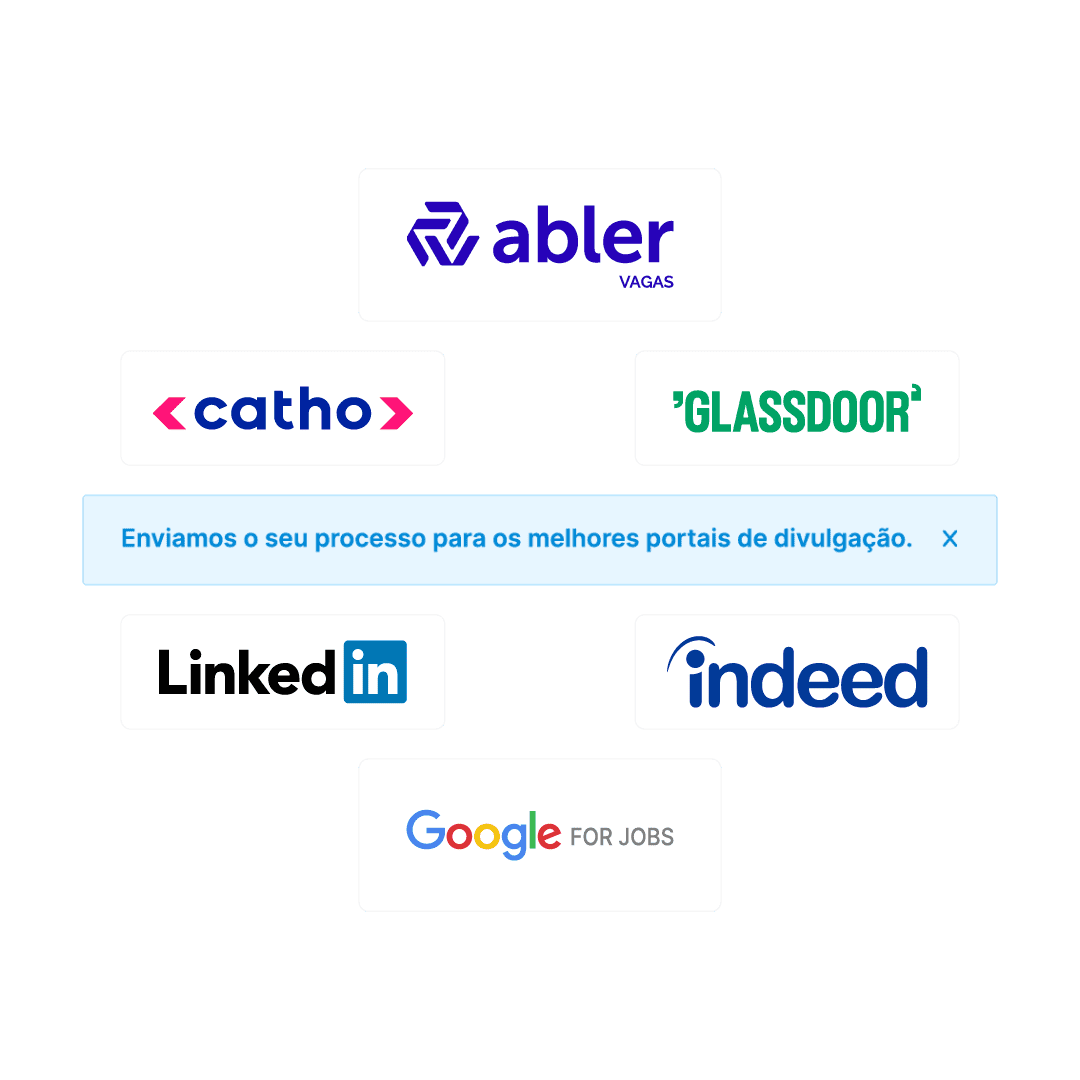 abler
VAGAS
catho
GLASSDOOR
Enviamos o seu processo para os melhores portais de divulgação.
Linkedin
indeed
Google FOR JOBS